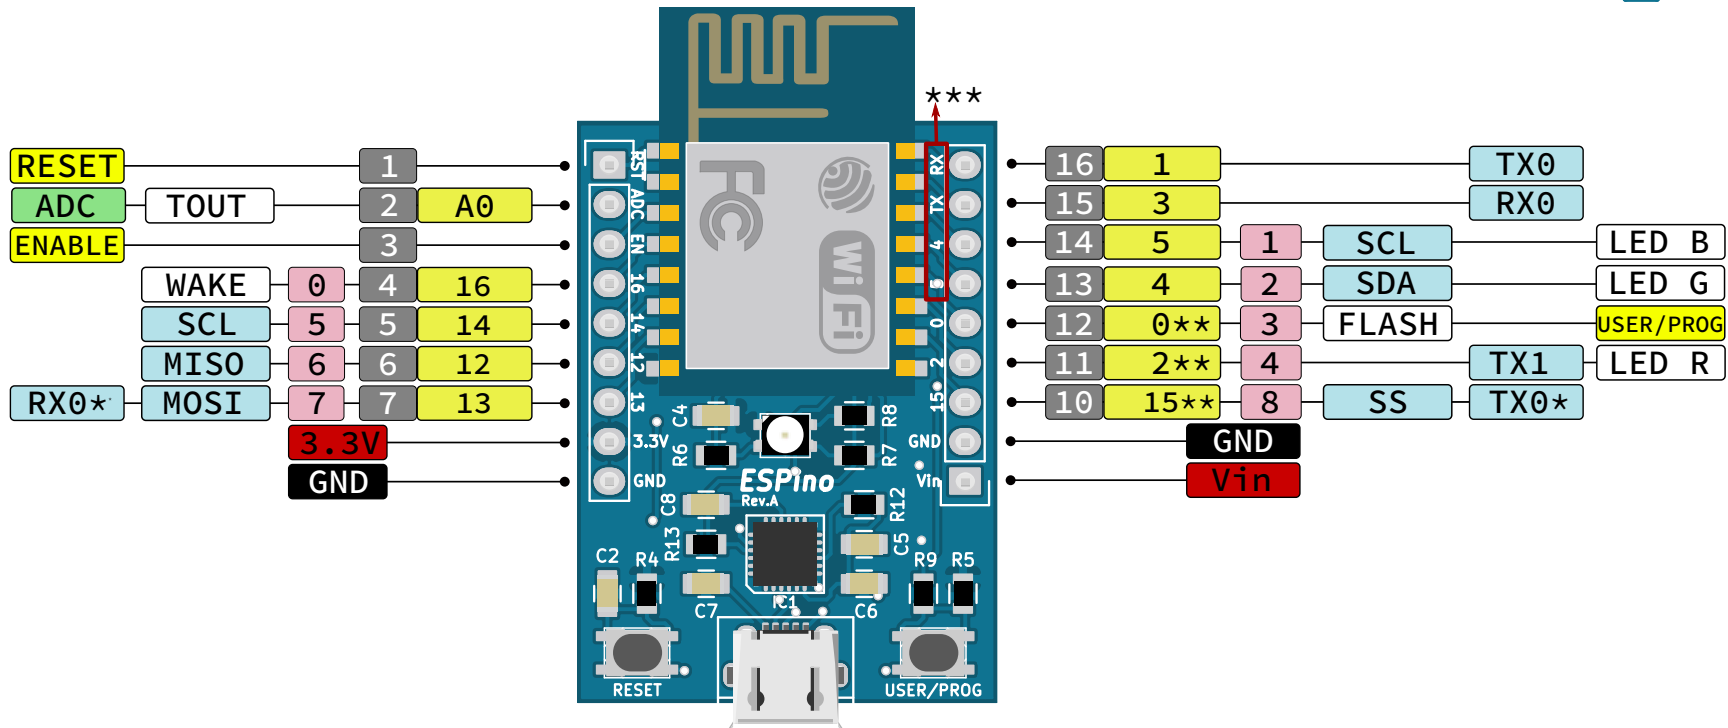 ***
RESET 1
ADC TOUT 2 A0
ENABLE 3
WAKE 0 4 16
SCL 5 5 14
MISO 6 6 12
RX0* MOSI 7 7 13
3.3V
GND
RST
ADC
EN
16
14
12
13
3.3V
GND
FCC
WiFi
RX
TX
4
5
0
2
15
GND
Vin
16 1 TX0
15 3 RX0
14 5 1 SCL LED B
13 4 2 SDA LED G
12 0** 3 FLASH USER/PROG
11 2** 4 TX1 LED R
10 15** 8 SS TX0*
GND
Vin
C4
R8
R6
R7
ESPino
Rev.A
C8
R12
R13
C5
C2
R4
R9
R5
C7
IC1
C6
RESET
USER/PROG